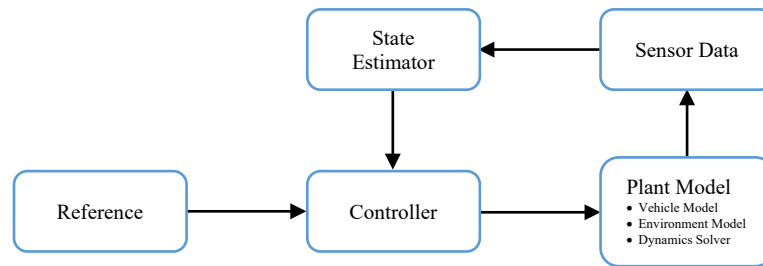 State
Estimator
Sensor Data
Reference
Controller
Plant Model
• Vehicle Model
• Environment Model
• Dynamics Solver